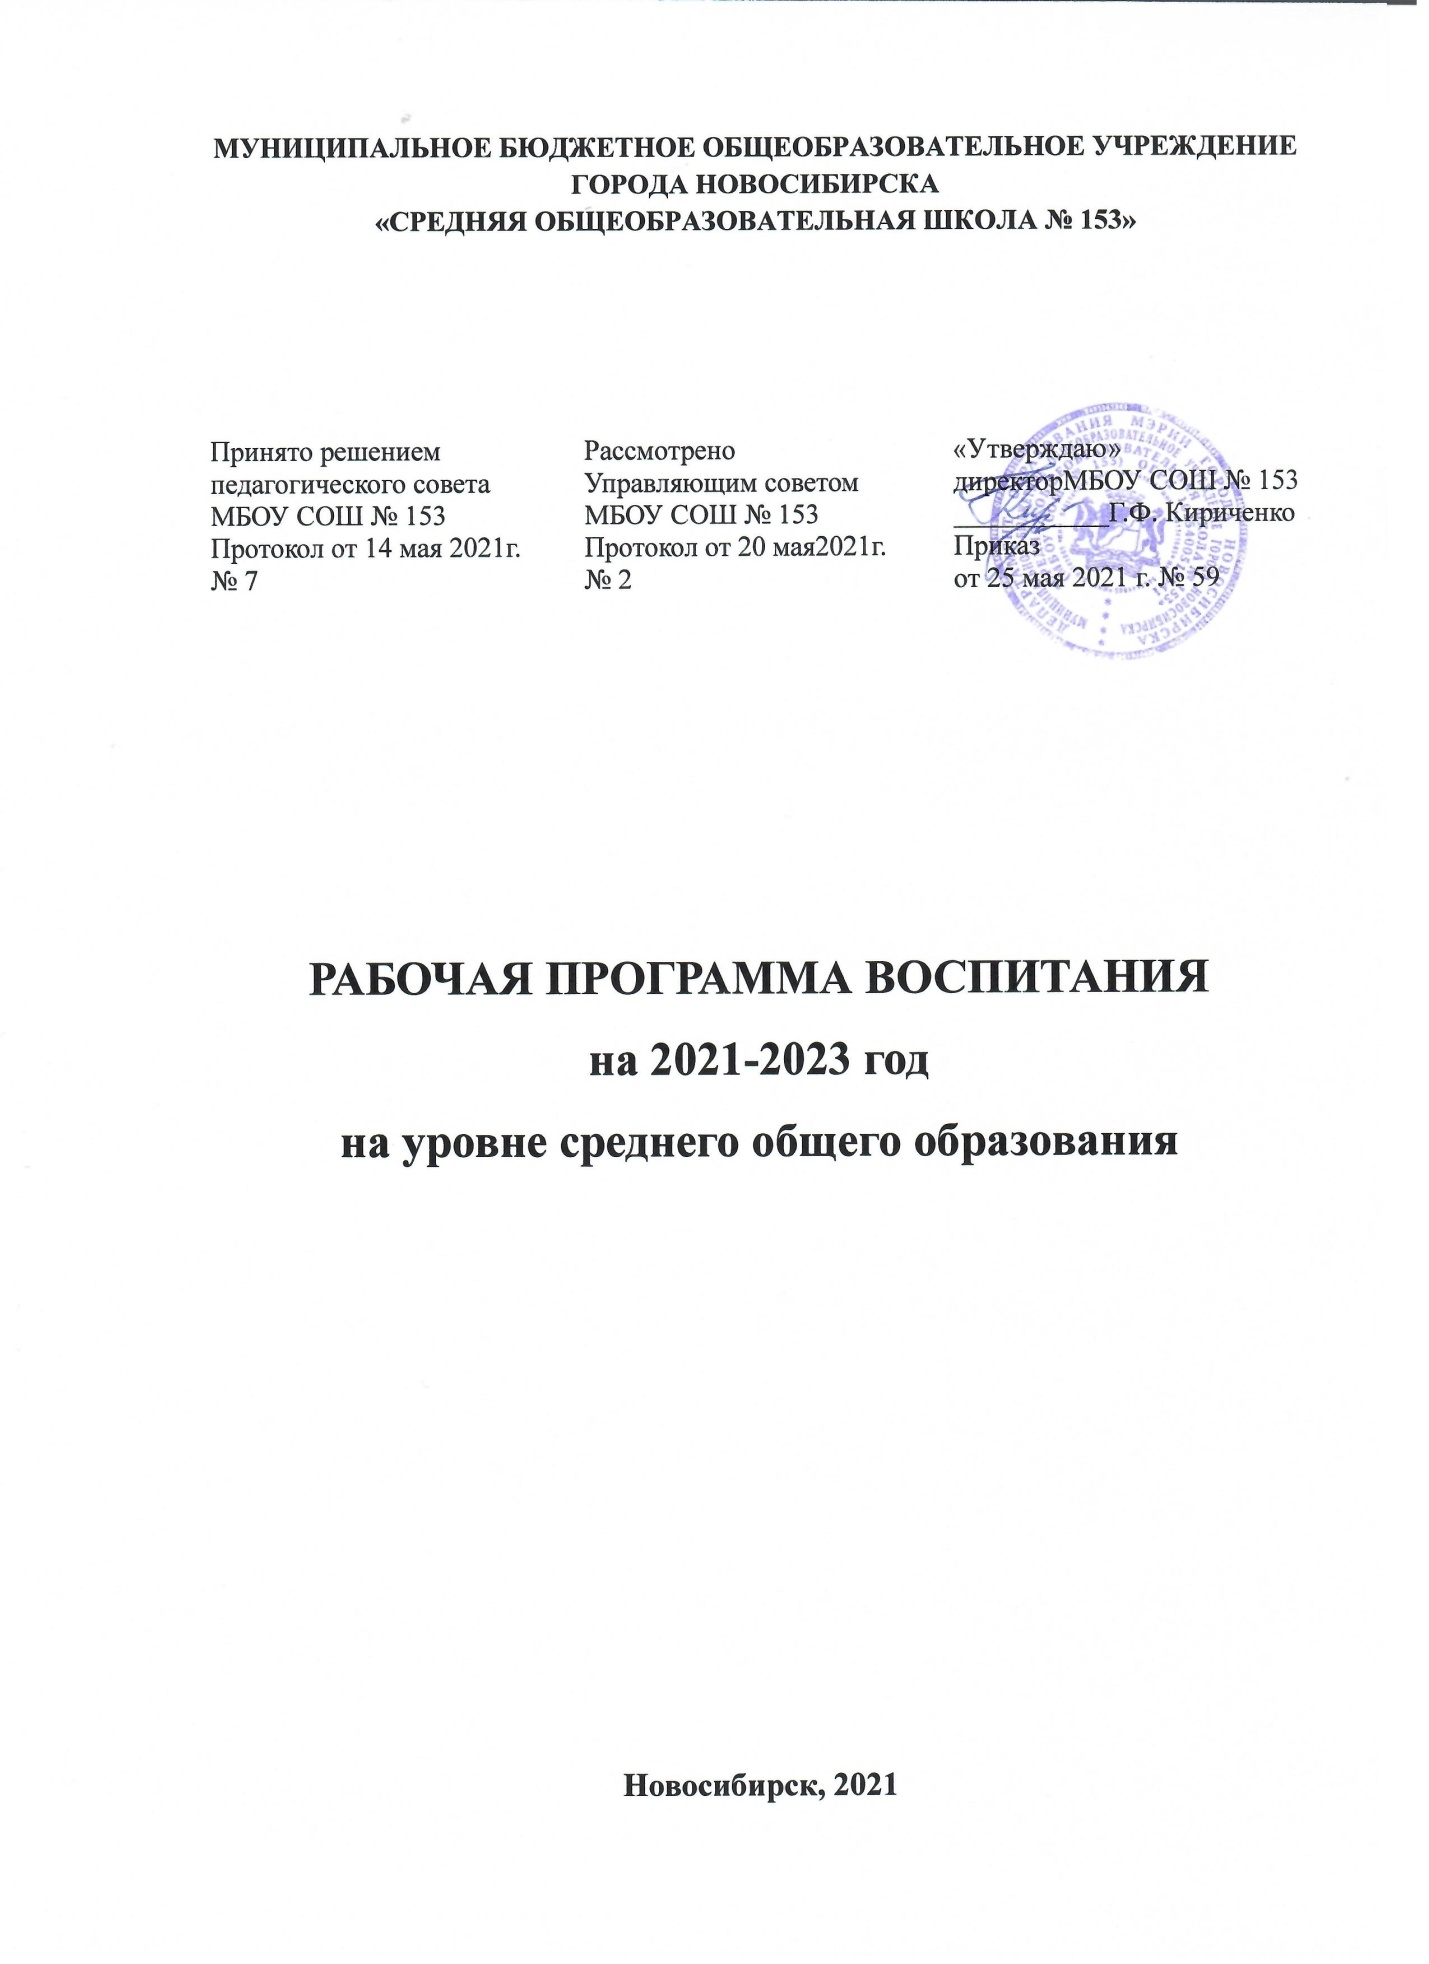 МУНИЦИПАЛЬНОЕ БЮДЖЕТНОЕ ОБЩЕОБРАЗОВАТЕЛЬНОЕ УЧРЕЖДЕНИЕ
ГОРОДА НОВОСИБИРСКА
«СРЕДНЯЯ ОБЩЕОБРАЗОВАТЕЛЬНАЯ ШКОЛА № 153»
Принято решением
педагогического совета
МБОУ СОШ № 153
Протокол от 14 мая 2021г.
№ 7
Рассмотрено
Управляющим советом
МБОУ СОШ № 153
Протокол от 20 мая2021г.
№ 2
«Утверждаю»
директорМБОУ СОШ № 153
___________Г.Ф. Кириченко
Приказ
от 25 мая 2021 г. № 59
РАБОЧАЯ ПРОГРАММА ВОСПИТАНИЯ
на 2021-2023 год
на уровне среднего общего образования
Новосибирск, 2021